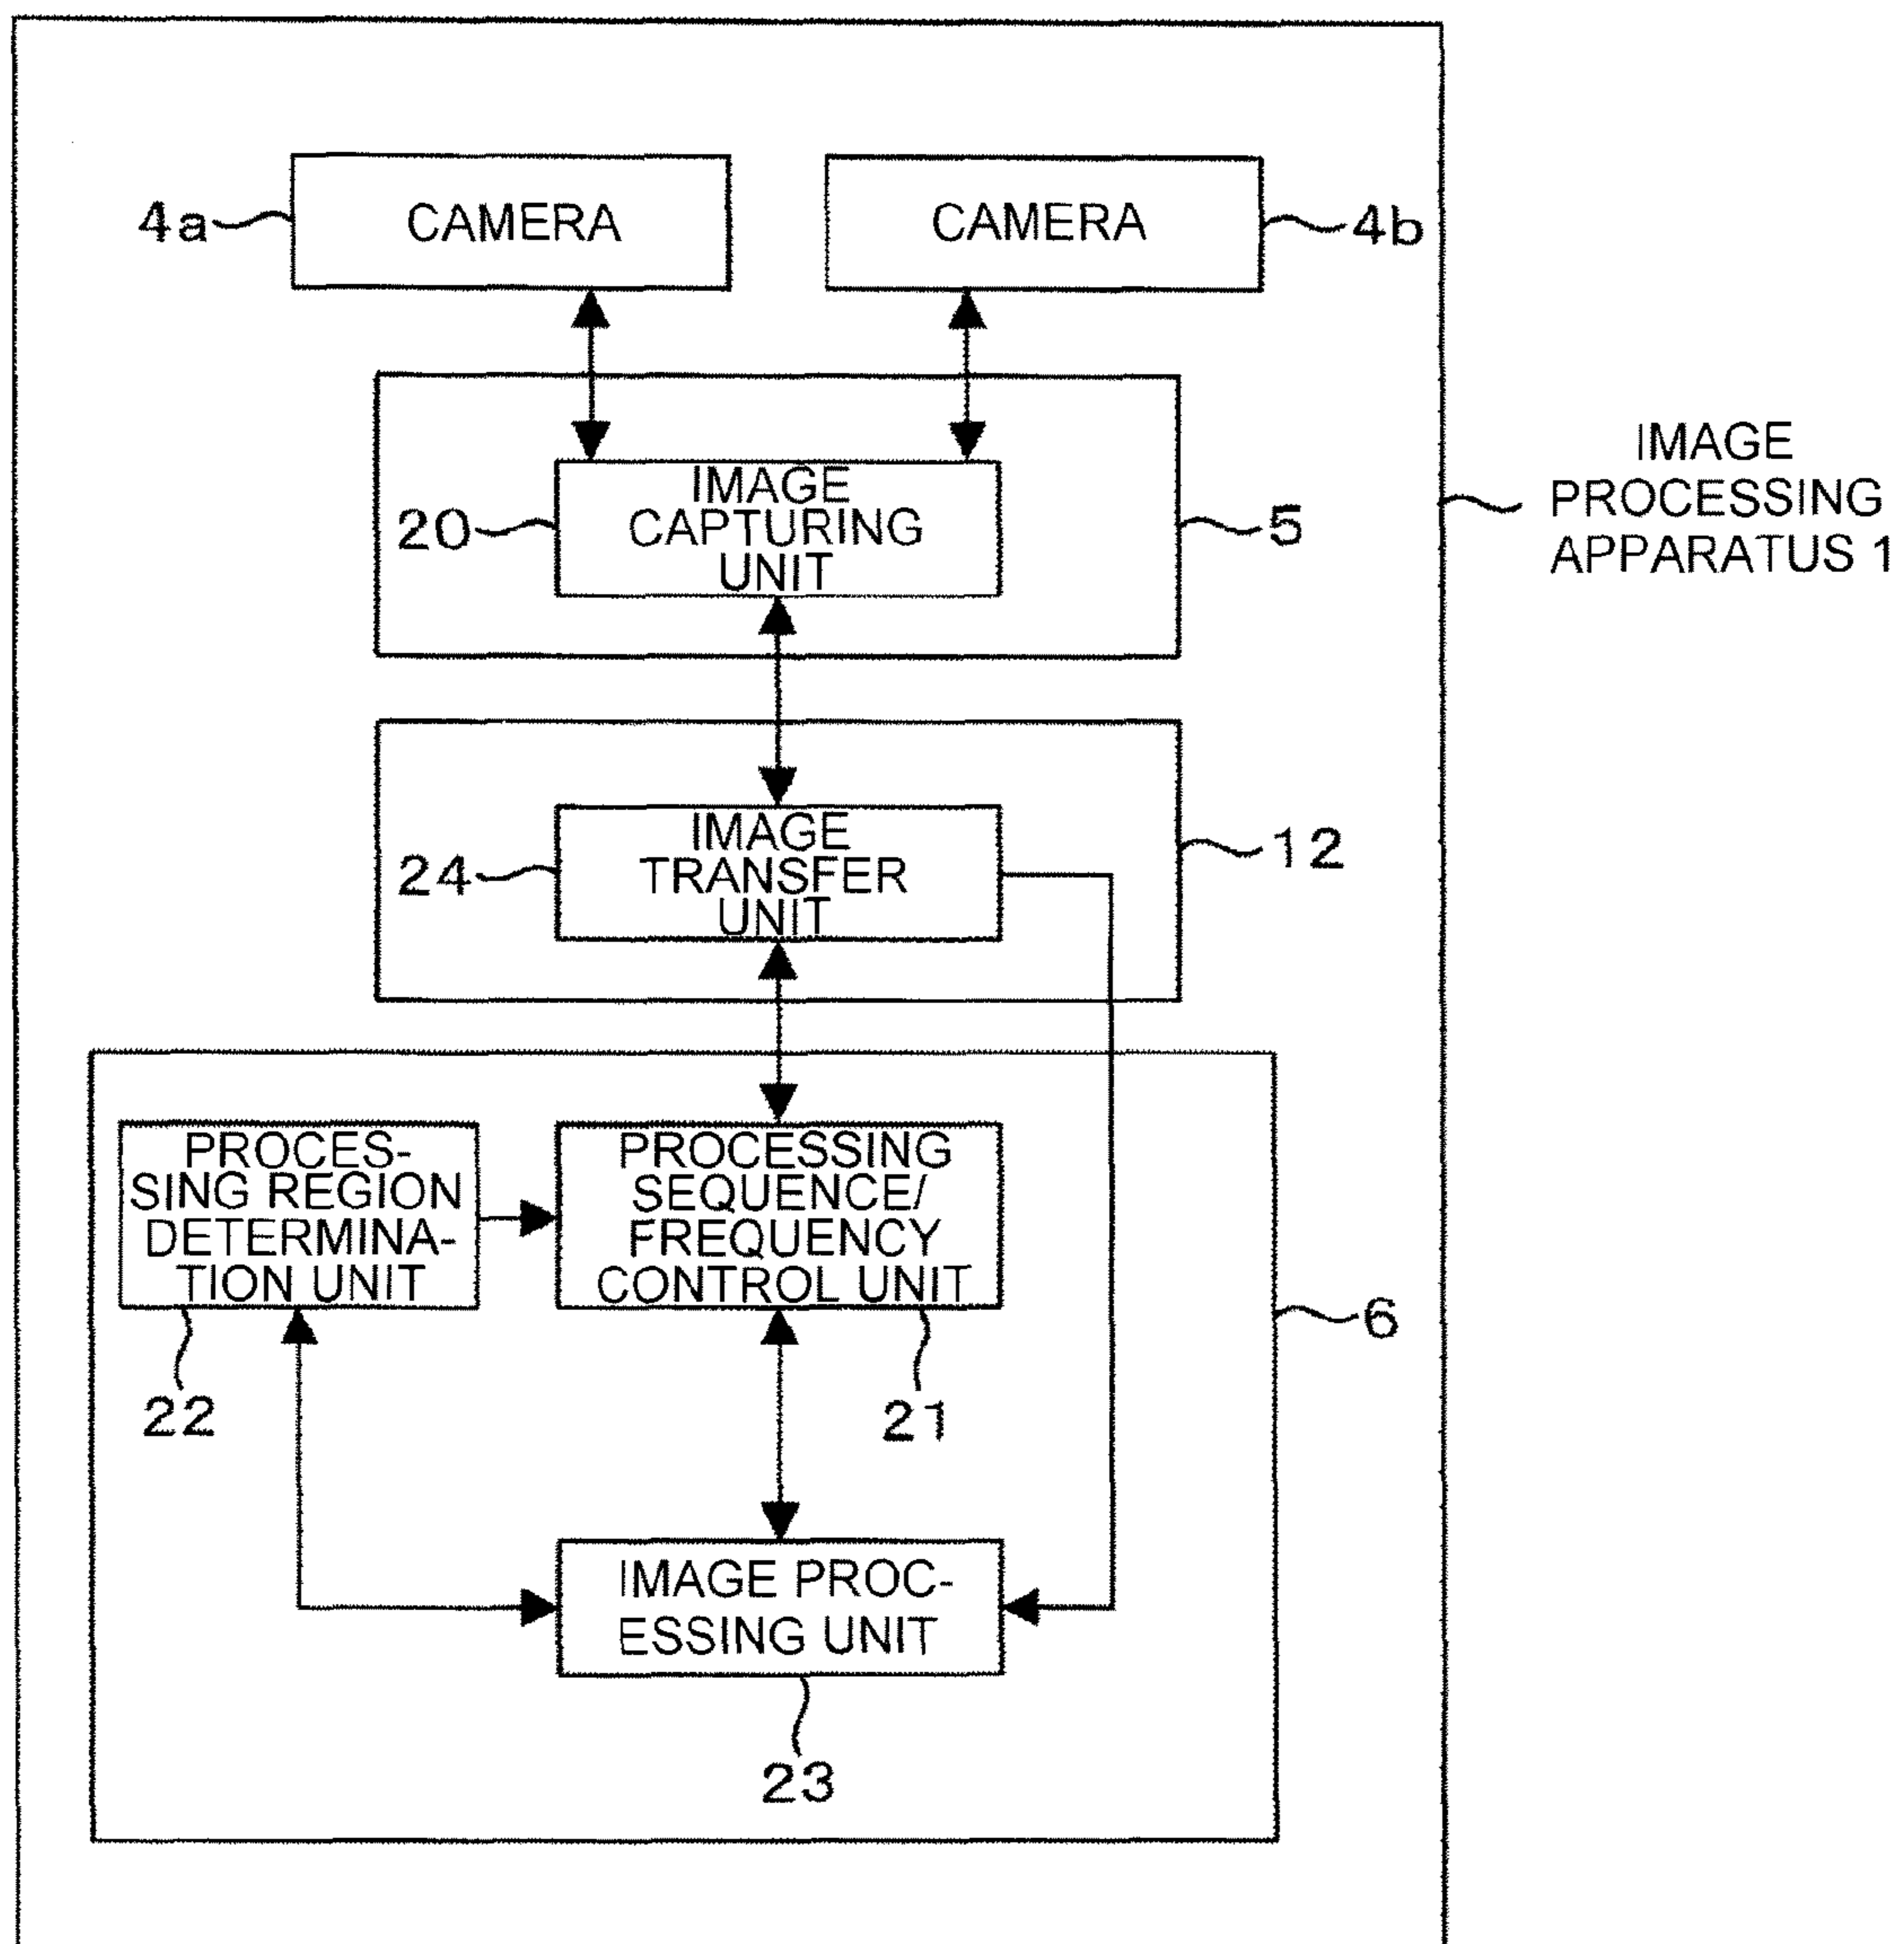 4a
CAMERA
CAMERA
4b
20
IMAGE
CAPTURING
UNIT
5
IMAGE
PROCESSING
APPARATUS 1
24
IMAGE
TRANSFER
UNIT
12
PROCES-
SING REGION
DETERMINA-
TION UNIT
PROCESSING
SEQUENCE/
FREQUENCY
CONTROL UNIT
6
22
21
IMAGE PROC-
ESSING UNIT
23